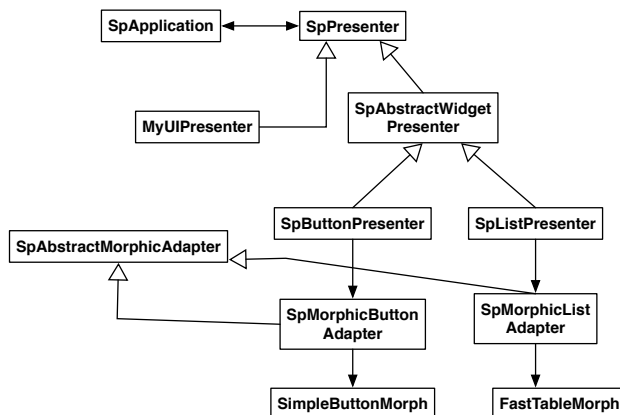 SpApplication
SpPresenter
MyUIPresenter
SpAbstractWidget
Presenter
SpButtonPresenter
SpListPresenter
SpAbstractMorphicAdapter
SpMorphicButton
Adapter
SpMorphicList
Adapter
SimpleButtonMorph
FastTableMorph